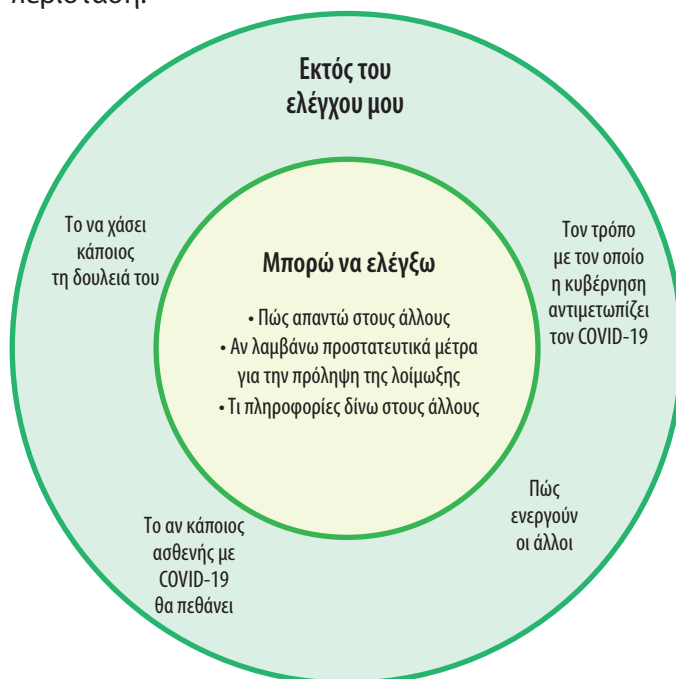 περίσταση.
Εκτός του
ελέγχου μου
Το να χάσει
κάποιος
τη δουλειά του
Μπορώ να ελέγξω
• Πώς απαντώ στους άλλους
• Αν λαμβάνω προστατευτικά μέτρα
για την πρόληψη της λοίμωξης
• Τι πληροφορίες δίνω στους άλλους
Τον τρόπο
με τον οποίο
η κυβέρνηση
αντιμετωπίζει
τον COVID-19
Το αν κάποιος
ασθενής με
COVID-19
θα πεθάνει
Πώς
ενεργούν
οι άλλοι